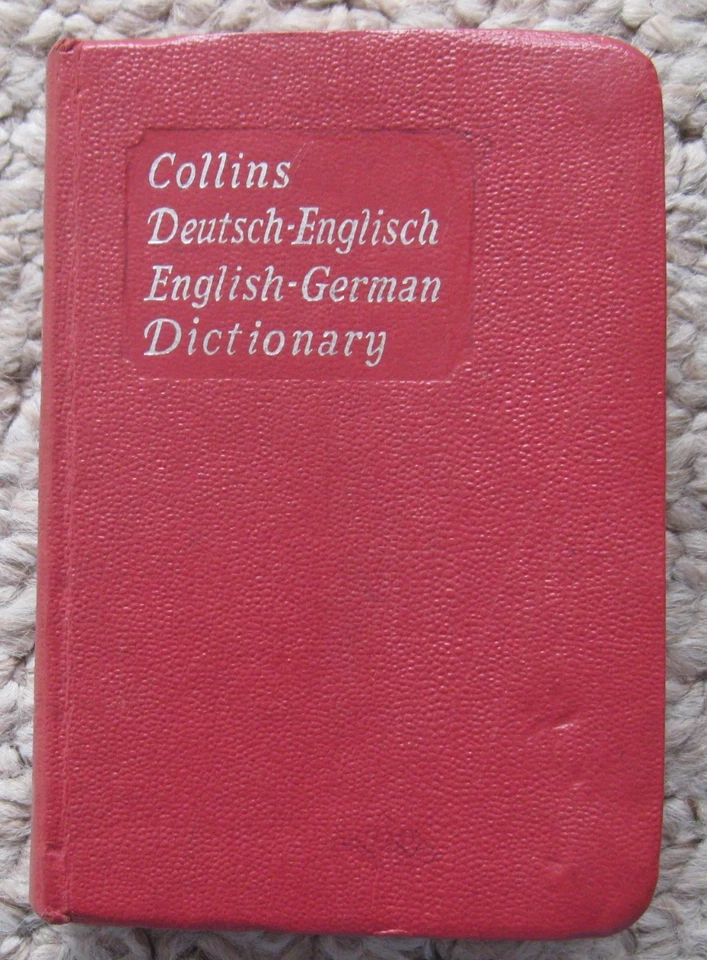 Collins
Deutsch-Englisch
English-German
Dictionary